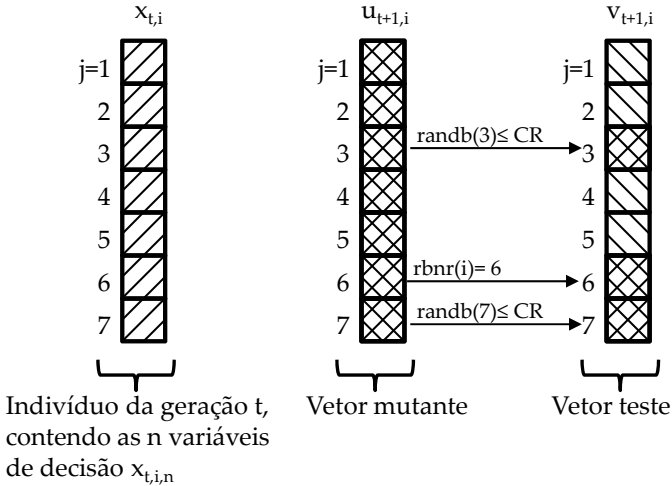 x_{t,i}
j=1
2
3
4
5
6
7
Indivíduo da geração t,
contendo as n variáveis
de decisão x_{t,i,n}
u_{t+1,i}
j=1
2
3
4
5
6
7
randb(3)≤ CR
rbnr(i)= 6
randb(7)≤ CR
Vetor mutante
v_{t+1,i}
j=1
2
3
4
5
6
7
Vetor teste